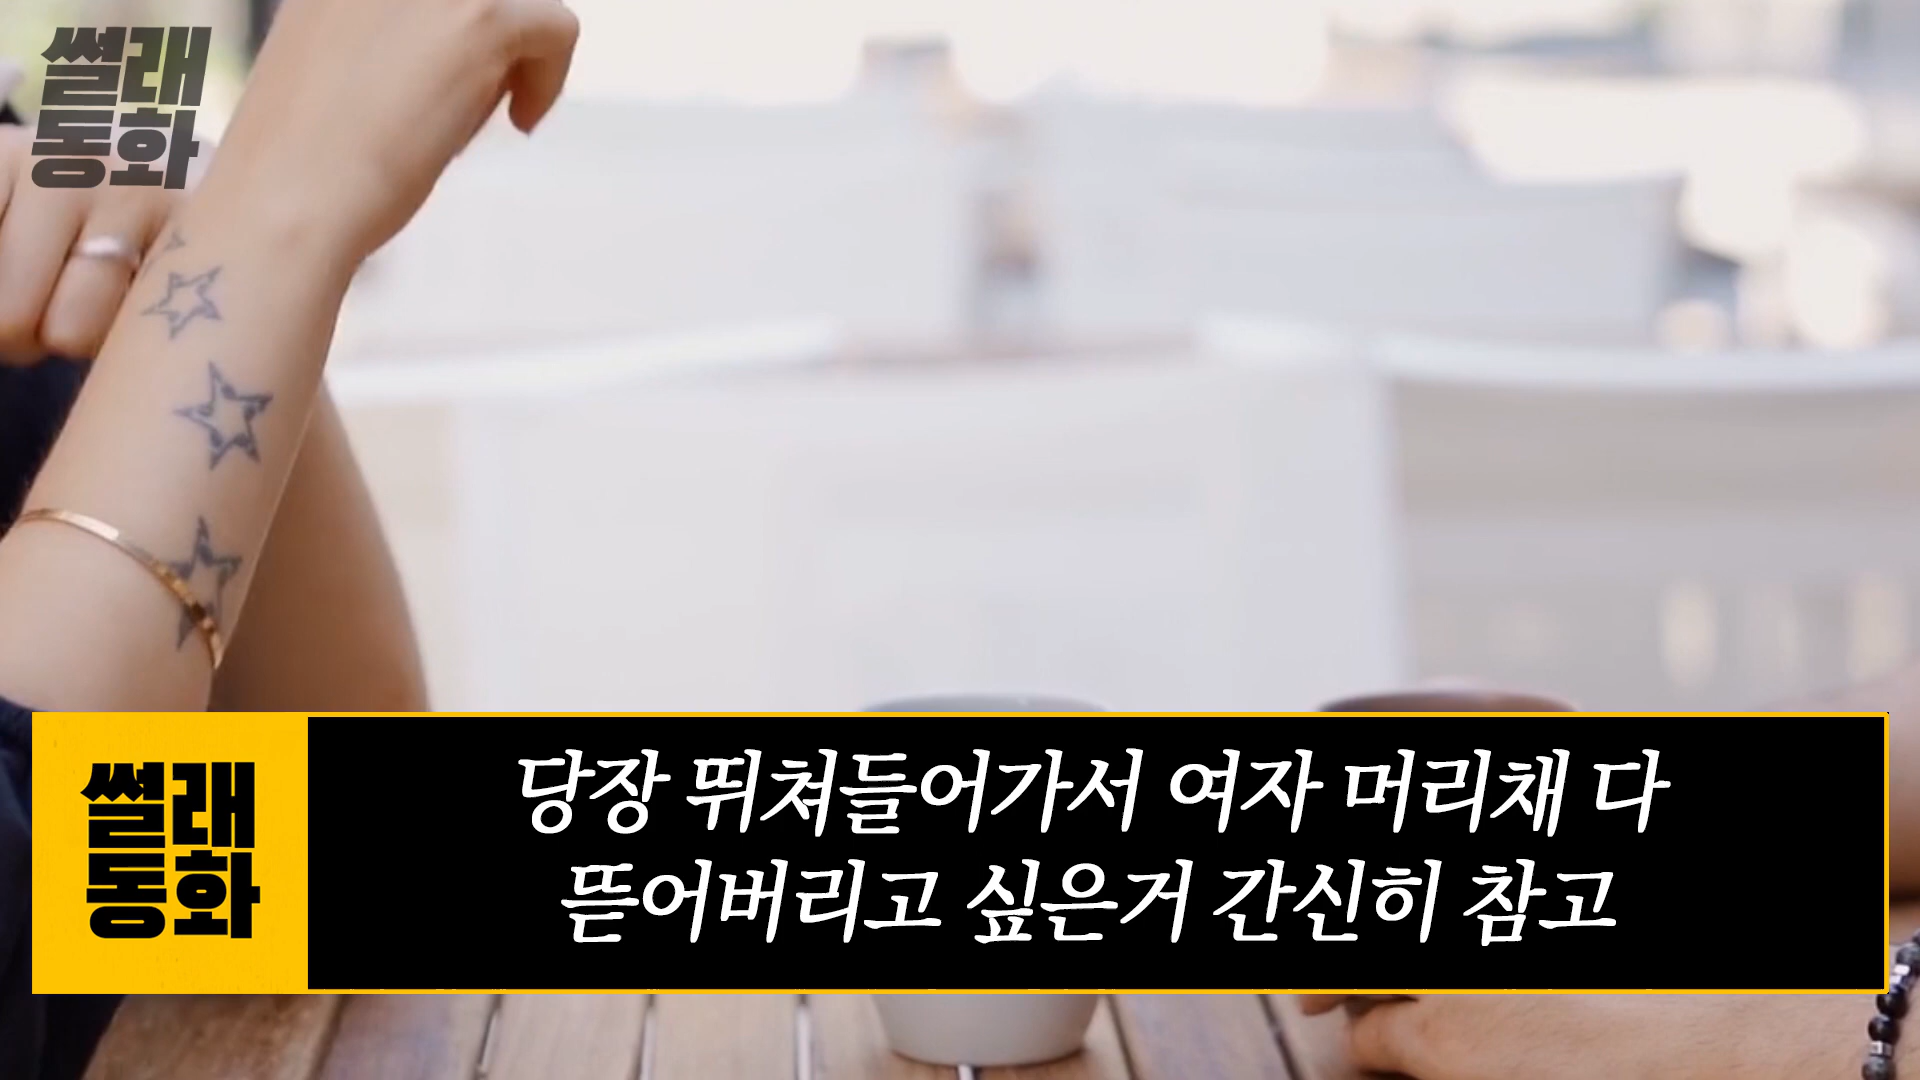 썰래
동화
썰래
동화
당장 뛰쳐들어가서 여자 머리채 다
뜯어버리고 싶은거 간신히 참고